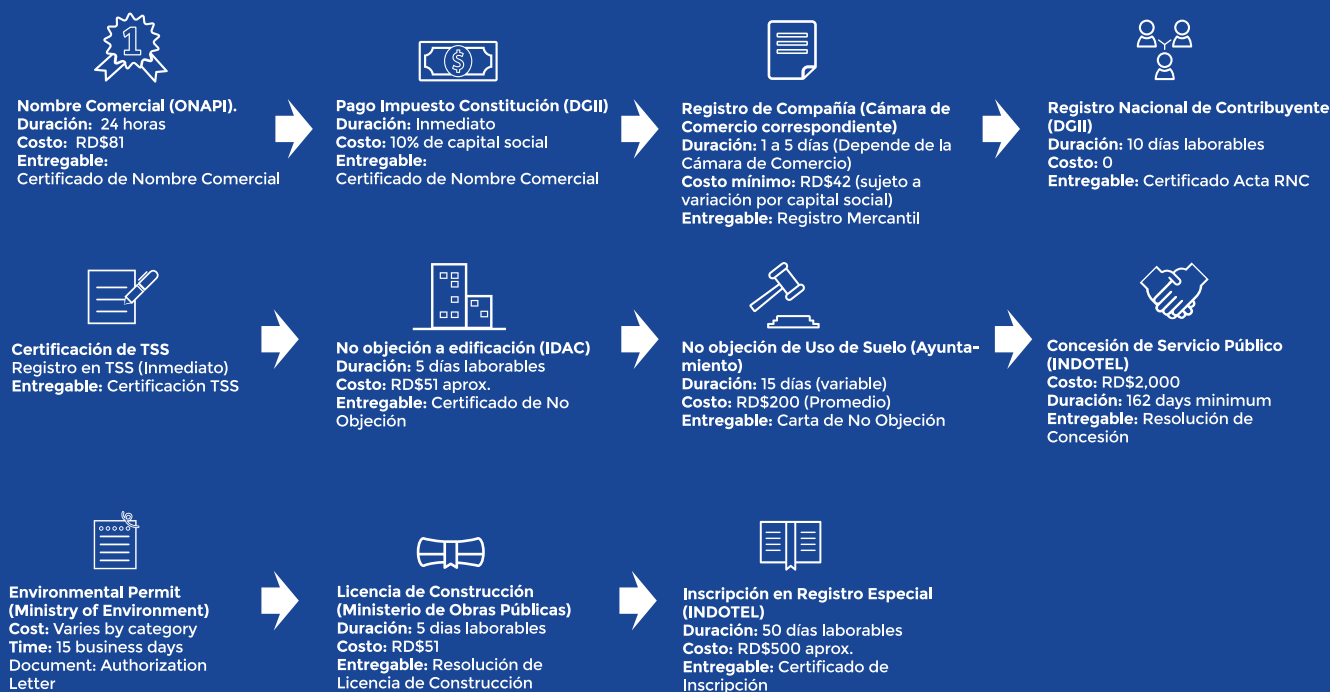 1
Nombre Comercial (ONAPI).
Duración: 24 horas
Costo: RD$81
Entregable:
Certificado de Nombre Comercial
$
Pago Impuesto Constitución (DGII)
Duración: Inmediato
Costo: 10% de capital social
Entregable:
Certificado de Nombre Comercial
Registro de Compañía (Cámara de
Comercio correspondiente)
Duración: 1 a 5 días (Depende de la
Cámara de Comercio)
Costo mínimo: RD$42 (sujeto a
variación por capital social)
Entregable: Registro Mercantil
Registro Nacional de Contribuyente
(DGII)
Duración: 10 días laborables
Costo: 0
Entregable: Certificado Acta RNC
Certificación de TSS
Registro en TSS (Inmediato)
Entregable: Certificación TSS
No objeción a edificación (IDAC)
Duración: 5 días laborables
Costo: RD$51 aprox.
Entregable: Certificado de No
Objeción
No objeción de Uso de Suelo (Ayunta-
miento)
Duración: 15 días (variable)
Costo: RD$200 (Promedio)
Entregable: Carta de No Objeción
Concesión de Servicio Público
(INDOTEL)
Costo: RD$2,000
Duración: 162 days minimum
Entregable: Resolución de
Concesión
Environmental Permit
(Ministry of Environment)
Cost: Varies by category
Time: 15 business days
Document: Authorization
Letter
Licencia de Construcción
(Ministerio de Obras Públicas)
Duración: 5 dias laborables
Costo: RD$51
Entregable: Resolución de
Licencia de Construcción
Inscripción en Registro Especial
(INDOTEL)
Duración: 50 días laborables
Costo: RD$500 aprox.
Entregable: Certificado de
Inscripción